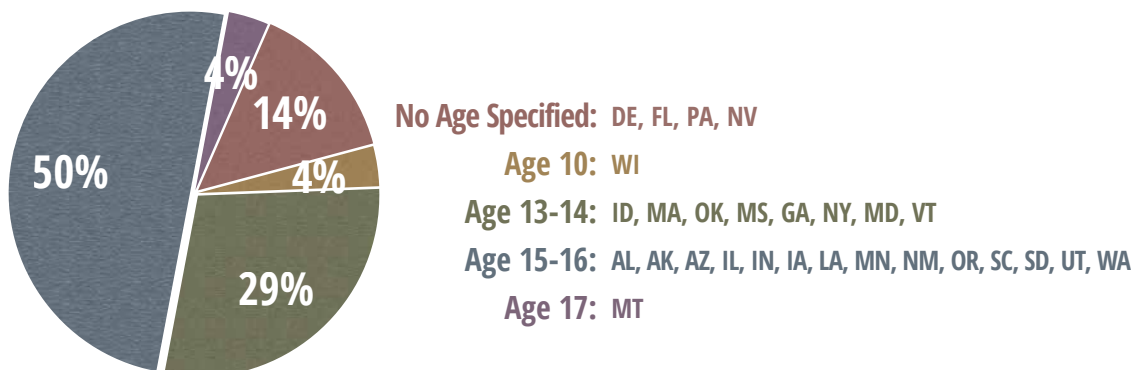 4%
14%
50%
4%
29%
No Age Specified: DE, FL, PA, NV
Age 10: WI
Age 13-14: ID, MA, OK, MS, GA, NY, MD, VT
Age 15-16: AL, AK, AZ, IL, IN, IA, LA, MN, NM, OR, SC, SD, UT, WA
Age 17: MT